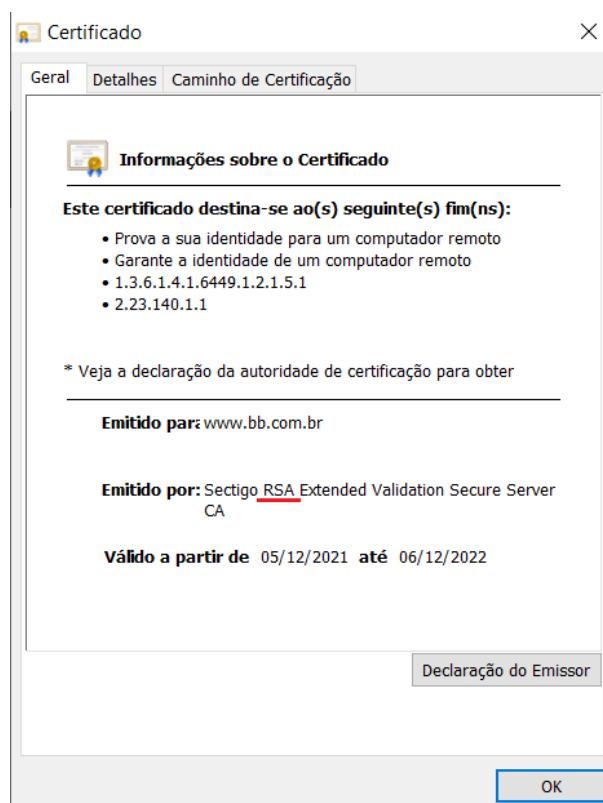 Certificado
Geral Detalhes Caminho de Certificação
Informações sobre o Certificado
Este certificado destina-se ao(s) seguinte(s) fim(ns):
• Prova a sua identidade para um computador remoto
• Garante a identidade de um computador remoto
• 1.3.6.1.4.1.6449.1.2.1.5.1
• 2.23.140.1.1
* Veja a declaração da autoridade de certificação para obter
Emitido para: www.bb.com.br
Emitido por: Sectigo RSA Extended Validation Secure Server
CA
Válido a partir de 05/12/2021 até 06/12/2022
Declaração do Emissor
OK